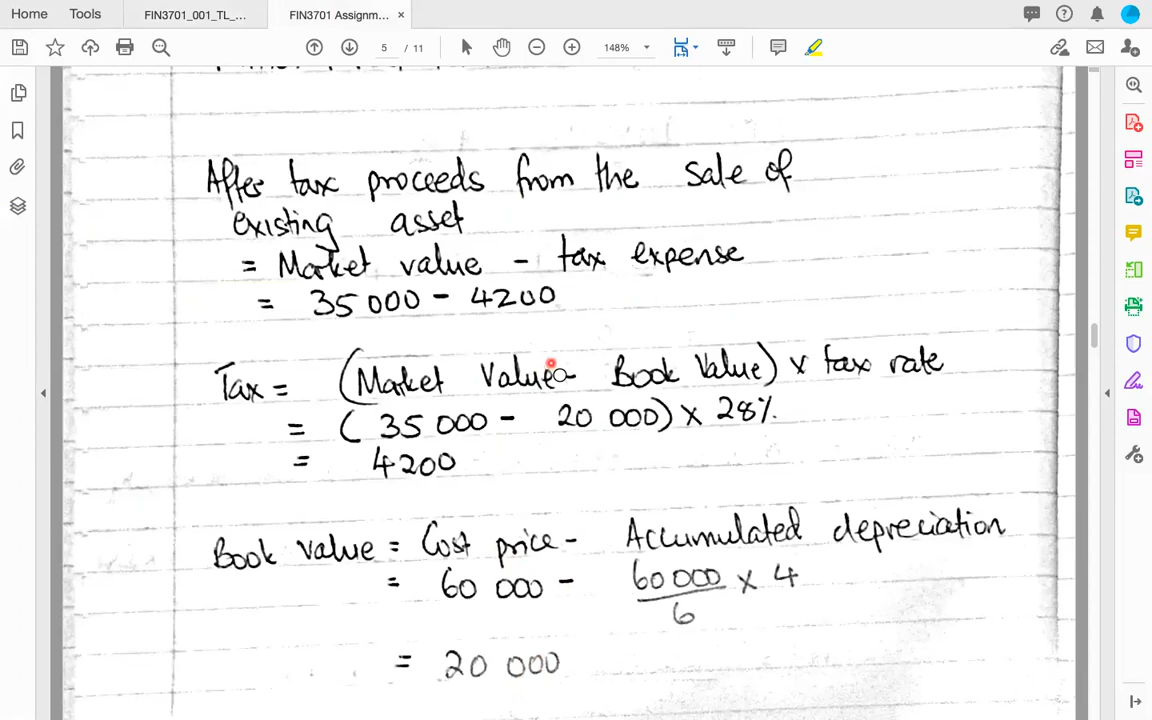 Home Tools FIN3701_001_TL_... FIN3701 Assignm... ×
5 / 11 148%
After tax proceeds from the sale of
existing asset
= Market value - tax expense
= 35 000 - 4200
Tax = (Market Value - Book Value) x tax rate
= (35 000 - 20 000) x 28%
= 4200
Book value = Cost price - Accumulated depreciation
= 60 000 - 60 000 x 4
6
= 20 000